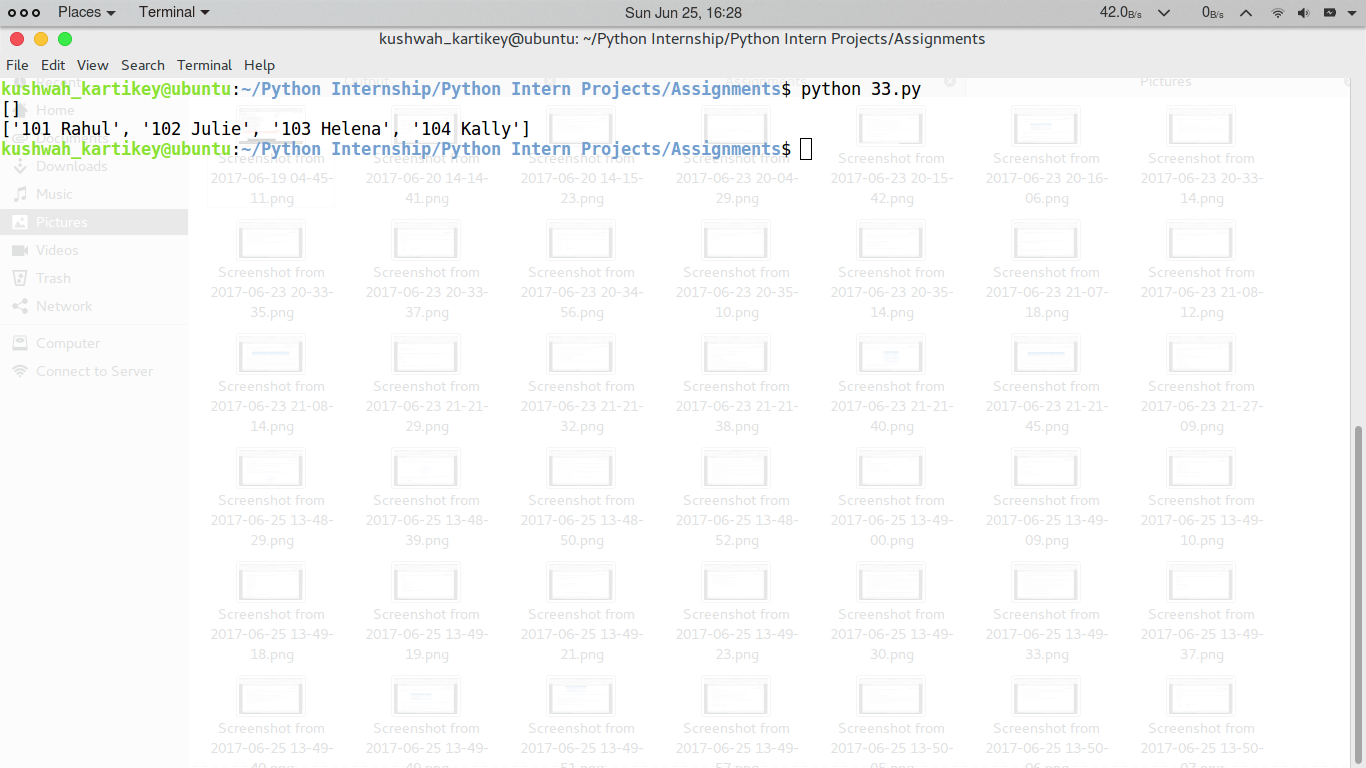 Places Terminal Sun Jun 25, 16:28 42.0B/s 0B/s
kushwah_kartikey@ubuntu: ~/Python Internship/Python Intern Projects/Assignments
File Edit View Search Terminal Help
Recent Output Assignments Pictures
kushwah_kartikey@ubuntu:~/Python Internship/Python Intern Projects/Assignments$ python 33.py
[]
Home
['101 Rahul', '102 Julie', '103 Helena', '104 Kally']
kushwah_kartikey@ubuntu:~/Python Internship/Python Intern Projects/Assignments$
Downloads
Music
Pictures
Videos
Trash
Network
Computer
Connect to Server
Screenshot from Screenshot from Screenshot from Screenshot from Screenshot from Screenshot from Screenshot from
2017-06-19 04-45- 2017-06-20 14-14- 2017-06-20 14-15- 2017-06-23 20-04- 2017-06-23 20-15- 2017-06-23 20-16- 2017-06-23 20-33-
11.png 41.png 23.png 29.png 42.png 06.png 14.png
Screenshot from Screenshot from Screenshot from Screenshot from Screenshot from Screenshot from Screenshot from
2017-06-23 20-33- 2017-06-23 20-33- 2017-06-23 20-34- 2017-06-23 20-35- 2017-06-23 20-35- 2017-06-23 21-07- 2017-06-23 21-08-
35.png 37.png 56.png 10.png 14.png 18.png 12.png
Screenshot from Screenshot from Screenshot from Screenshot from Screenshot from Screenshot from Screenshot from
2017-06-23 21-08- 2017-06-23 21-21- 2017-06-23 21-21- 2017-06-23 21-21- 2017-06-23 21-21- 2017-06-23 21-21- 2017-06-23 21-27-
14.png 29.png 32.png 38.png 40.png 45.png 09.png
Screenshot from Screenshot from Screenshot from Screenshot from Screenshot from Screenshot from Screenshot from
2017-06-25 13-48- 2017-06-25 13-48- 2017-06-25 13-48- 2017-06-25 13-48- 2017-06-25 13-49- 2017-06-25 13-49- 2017-06-25 13-49-
29.png 39.png 50.png 52.png 00.png 09.png 10.png
Screenshot from Screenshot from Screenshot from Screenshot from Screenshot from Screenshot from Screenshot from
2017-06-25 13-49- 2017-06-25 13-49- 2017-06-25 13-49- 2017-06-25 13-49- 2017-06-25 13-49- 2017-06-25 13-49- 2017-06-25 13-49-
18.png 19.png 21.png 23.png 30.png 33.png 37.png
Screenshot from Screenshot from Screenshot from Screenshot from Screenshot from Screenshot from Screenshot from
2017-06-25 13-49- 2017-06-25 13-49- 2017-06-25 13-49- 2017-06-25 13-49- 2017-06-25 13-50- 2017-06-25 13-50- 2017-06-25 13-50-